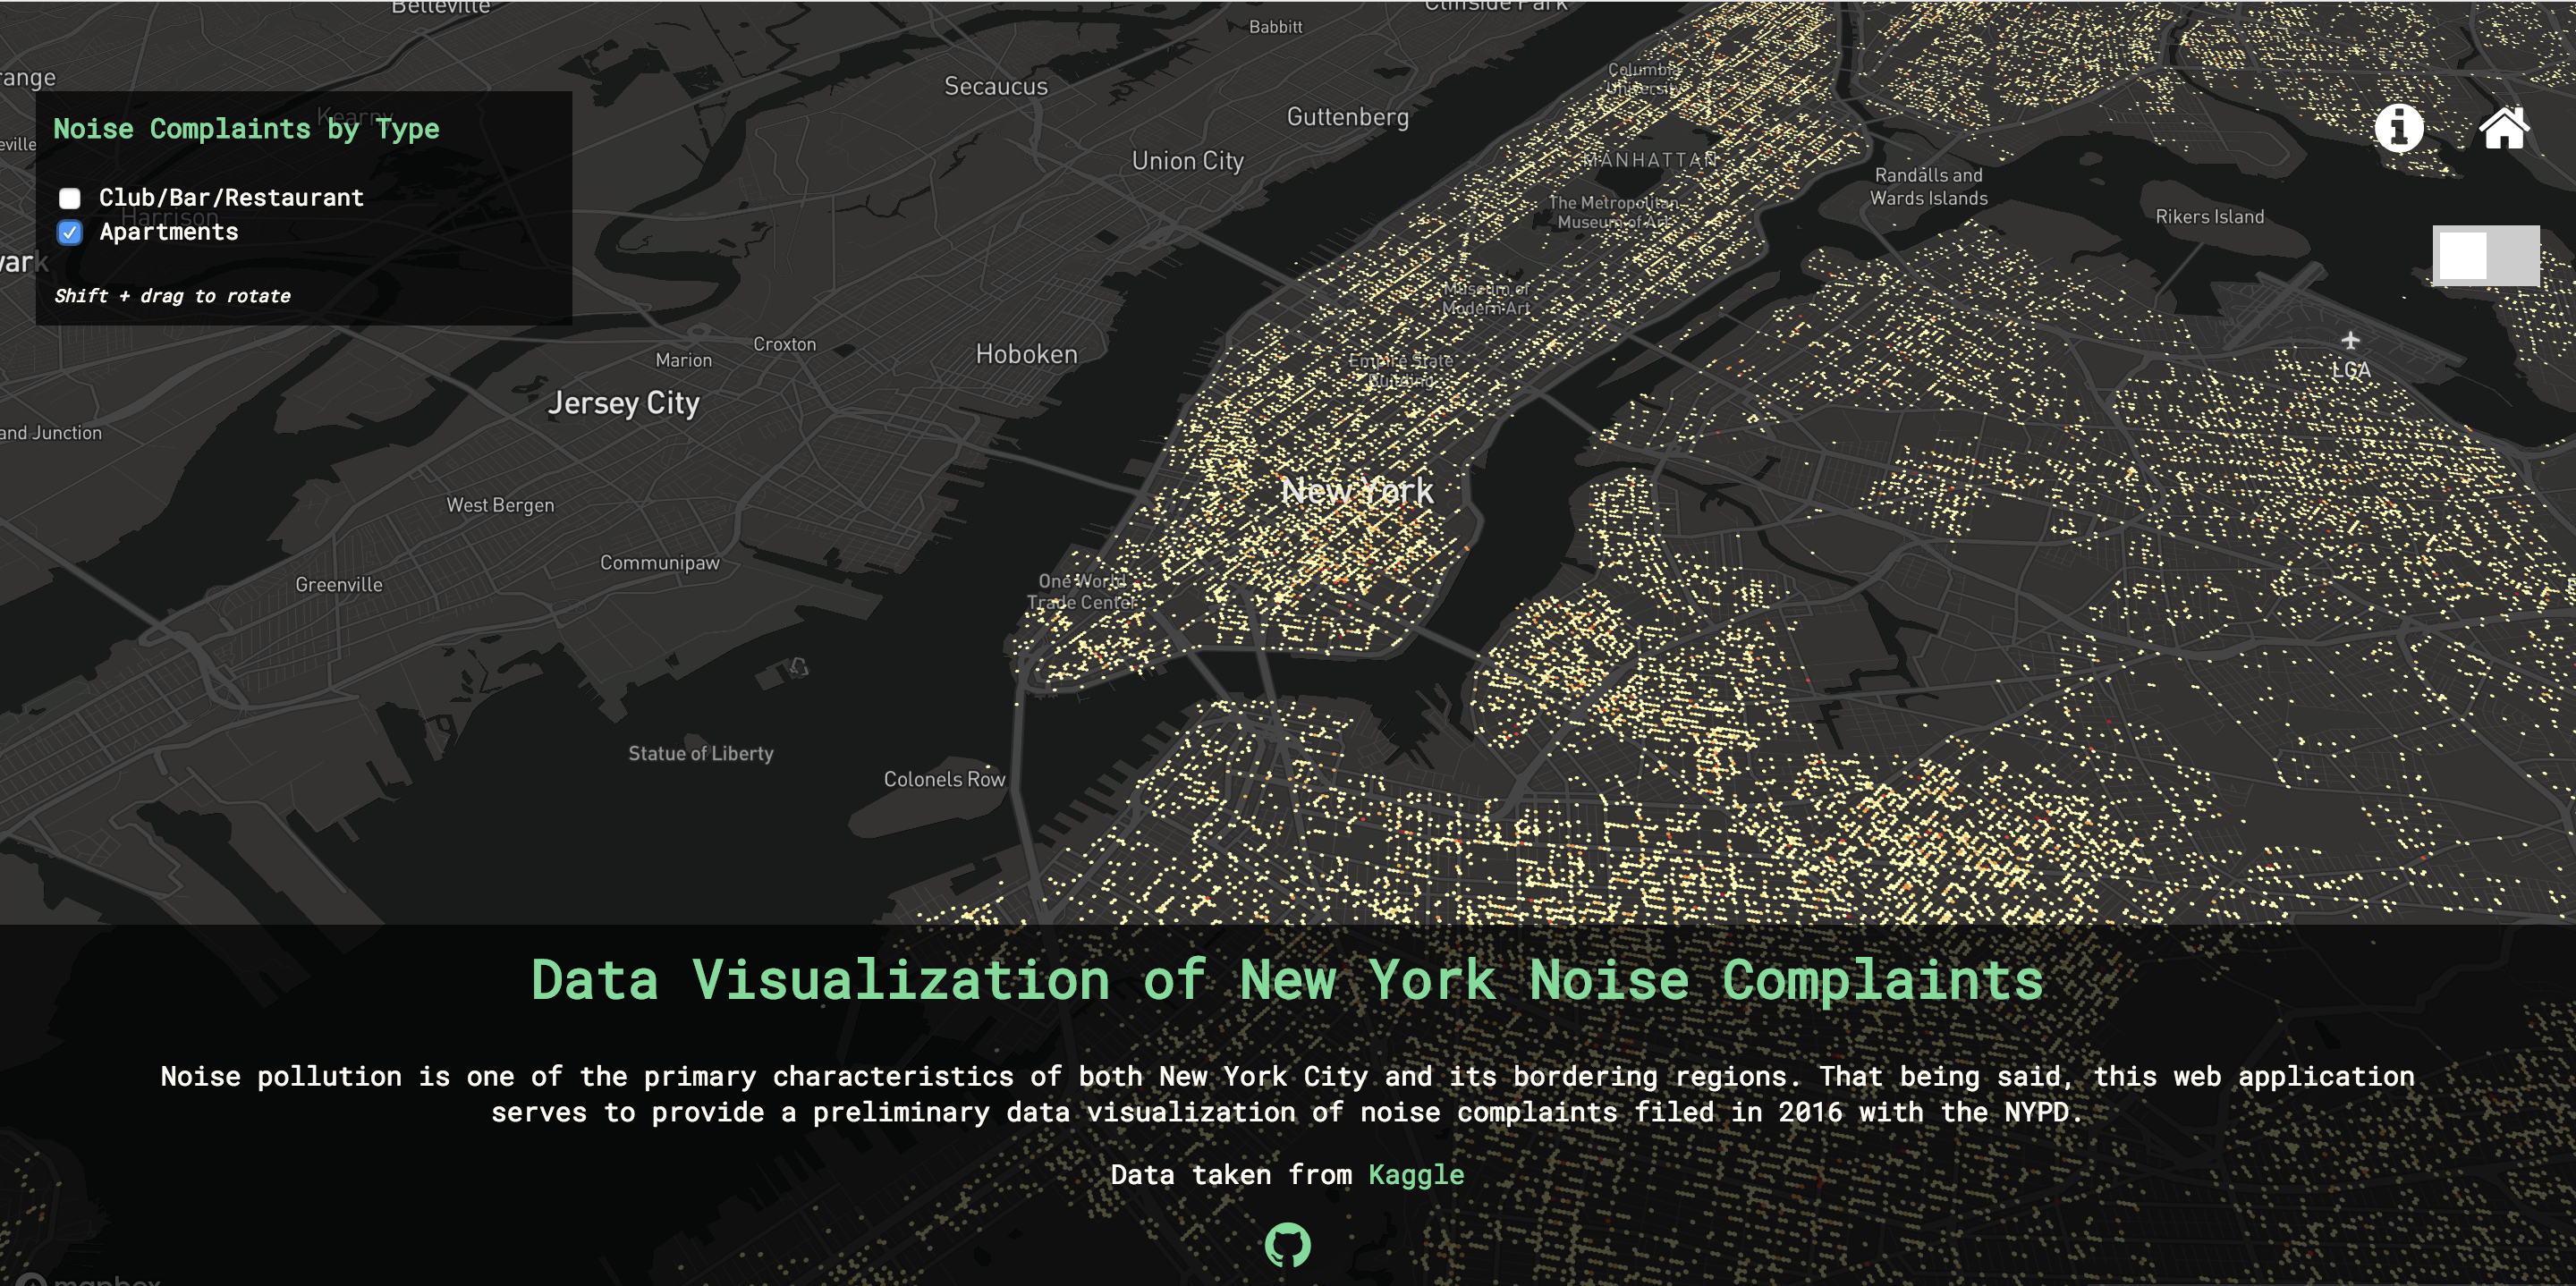 Belleville
Cliffside Park
Babbitt
range
Secaucus
Columbia
University
Kearny
Guttenberg
Noise Complaints by Type
eville
Union City
MANHATTAN
Randalls and
Wards Islands
Club/Bar/Restaurant
Harrison
The Metropolitan
Museum of Art
Rikers Island
Apartments
wark
Shift + drag to rotate
Museum of
Modern Art
Marion
Croxton
Hoboken
Empire State
Building
LGA
Jersey City
and Junction
New York
West Bergen
Communipaw
Greenville
One World
Trade Center
Statue of Liberty
Colonels Row
Data Visualization of New York Noise Complaints
Noise pollution is one of the primary characteristics of both New York City and its bordering regions. That being said, this web application
serves to provide a preliminary data visualization of noise complaints filed in 2016 with the NYPD.
Data taken from Kaggle
mapbox